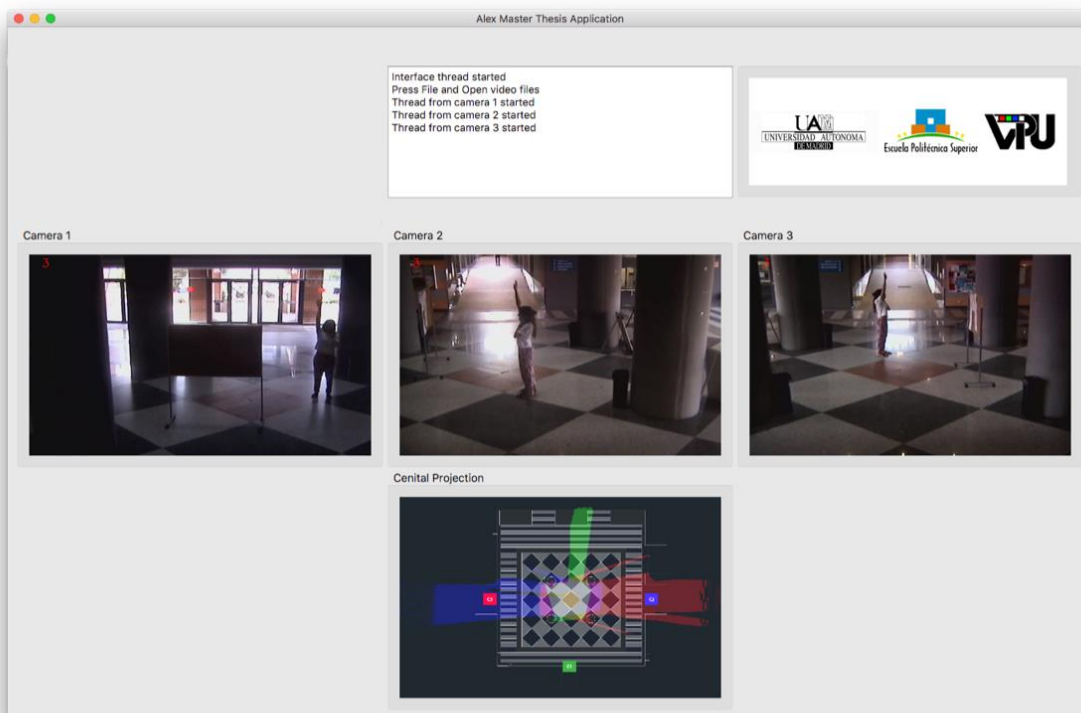 Alex Master Thesis Application
Interface thread started
Press File and Open video files
Thread from camera 1 started
Thread from camera 2 started
Thread from camera 3 started
UAM
UNIVERSIDAD AUTONOMA
DE MADRID
Escuela Politécnica Superior
VPU
Camera 1
Camera 2
Camera 3
3
3
Cenital Projection